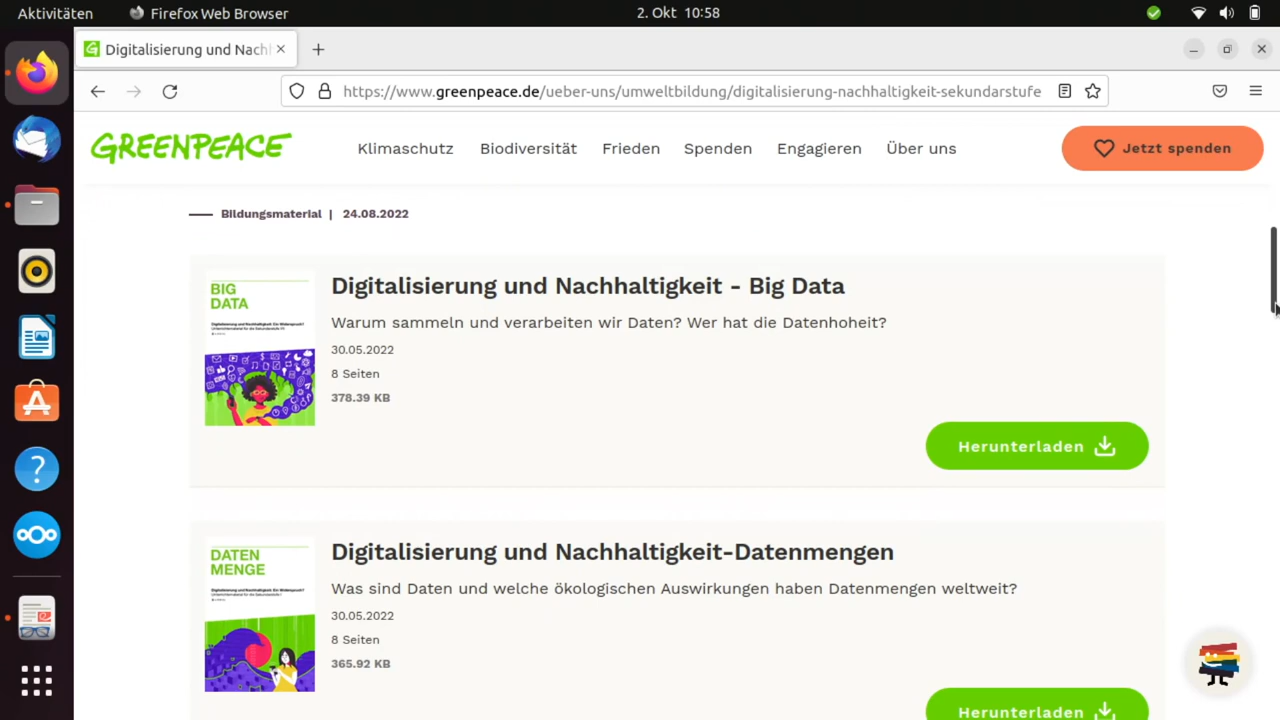 Aktivitäten
Firefox Web Browser
2. Okt 10:58
Digitalisierung und Nachh
https://www.greenpeace.de/ueber-uns/umweltbildung/digitalisierung-nachhaltigkeit-sekundarstufe
GREENPEACE
Klimaschutz
Biodiversität
Frieden
Spenden
Engagieren
Über uns
Jetzt spenden
Bildungsmaterial | 24.08.2022
BIG
DATA
Digitalisierung und Nachhaltigkeit - Big Data
Warum sammeln und verarbeiten wir Daten? Wer hat die Datenhoheit?
30.05.2022
8 Seiten
378.39 KB
Herunterladen
DATEN
MENGE
Digitalisierung und Nachhaltigkeit-Datenmengen
Was sind Daten und welche ökologischen Auswirkungen haben Datenmengen weltweit?
30.05.2022
8 Seiten
365.92 KB
Herunterladen